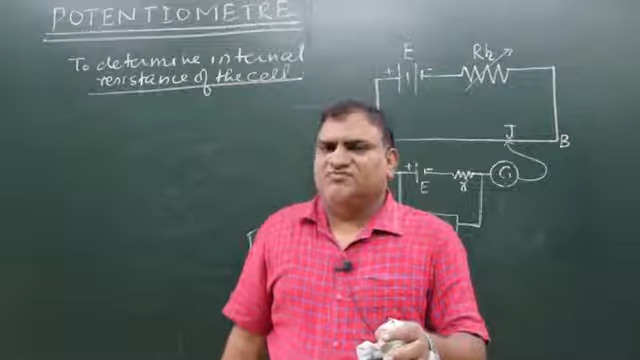 POTENTIOMETRE
To determine internal
resistance of the cell
E
Rh
+
-
J
B
+
-
E
r
G